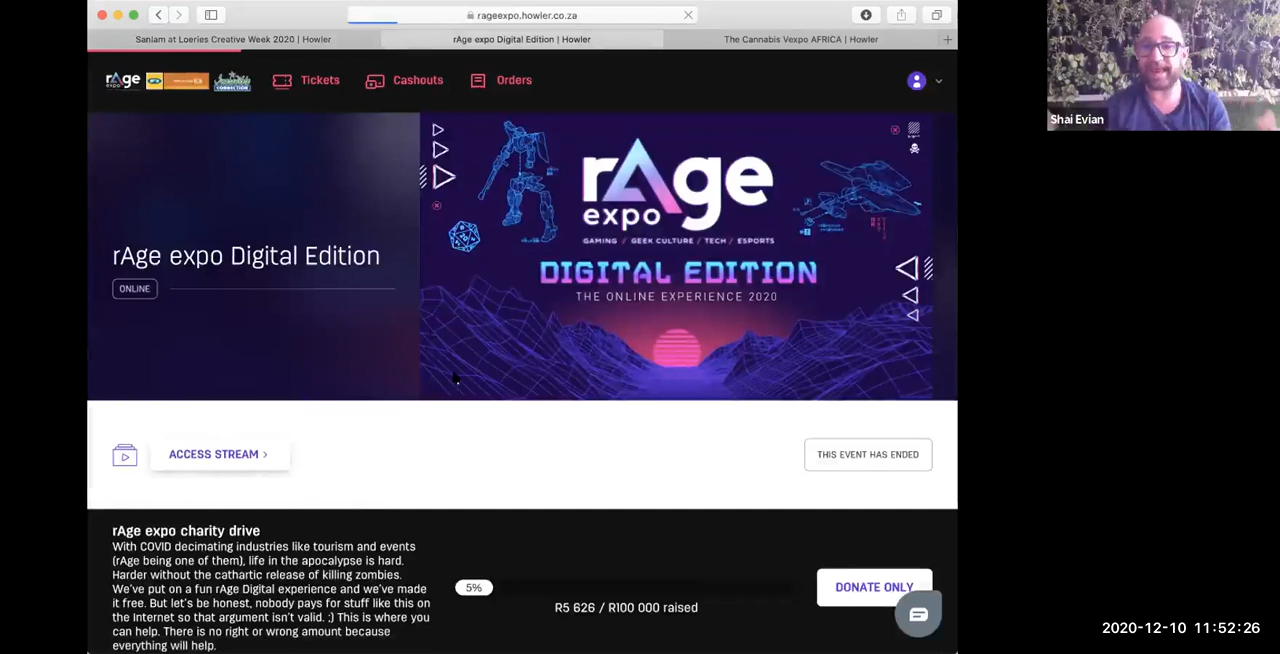 rageexpo.howler.co.za
Sanlam at Loeries Creative Week 2020 | Howler
rAge expo Digital Edition | Howler
The Cannabis Vexpo AFRICA | Howler
rAge
expo
Tickets
Cashouts
Orders
Shai Evian
rAge expo Digital Edition
ONLINE
rAge
expo
GAMING / GEEK CULTURE / TECH / ESPORTS
DIGITAL EDITION
THE ONLINE EXPERIENCE 2020
ACCESS STREAM >
THIS EVENT HAS ENDED
rAge expo charity drive
With COVID decimating industries like tourism and events
(rAge being one of them), life in the apocalypse is hard.
Harder without the cathartic release of killing zombies.
We've put on a fun rAge Digital experience and we've made
it free. But let's be honest, nobody pays for stuff like this on
the Internet so that argument isn't valid. ;) This is where you
can help. There is no right or wrong amount because
everything will help.
5%
R5 626 / R100 000 raised
DONATE ONLY
2020-12-10 11:52:26